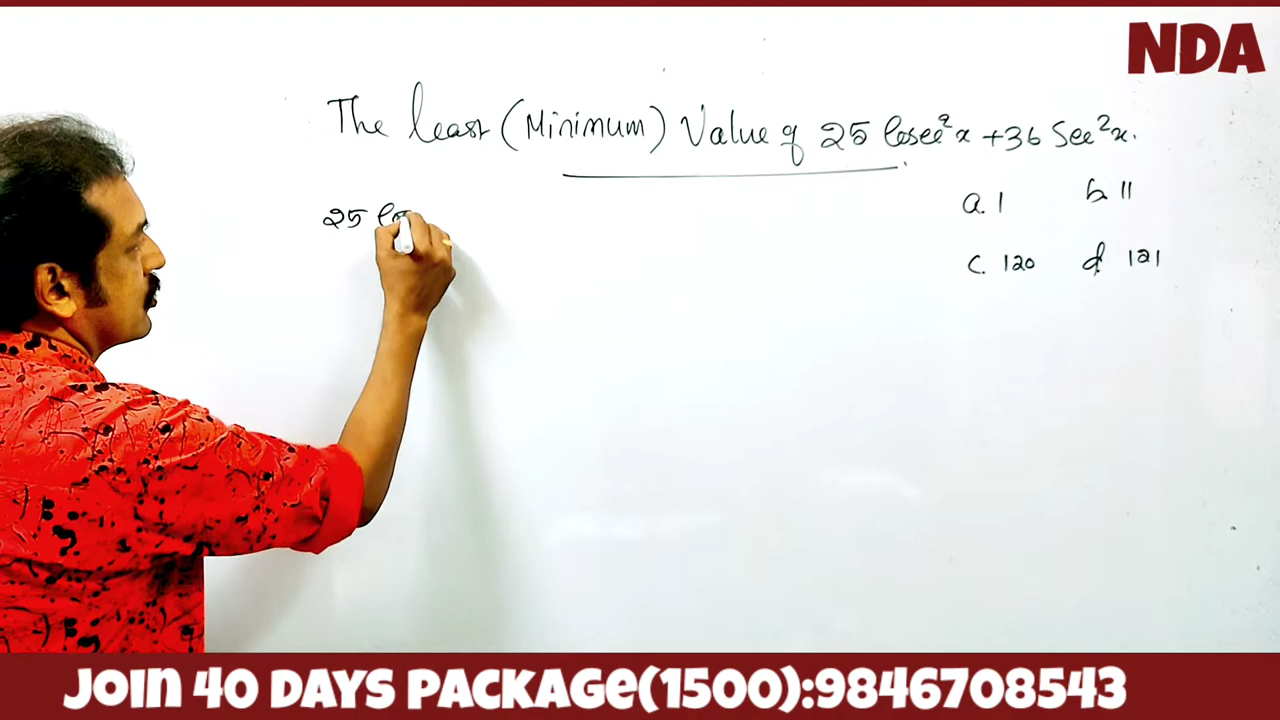 NDA
The least (Minimum) Value of 25 Cosec²x + 36 Sec²x.
a. 1 b. 11
25 Cos
c. 120 d. 121
JOIN 40 DAYS PACKAGE(1500):9846708543